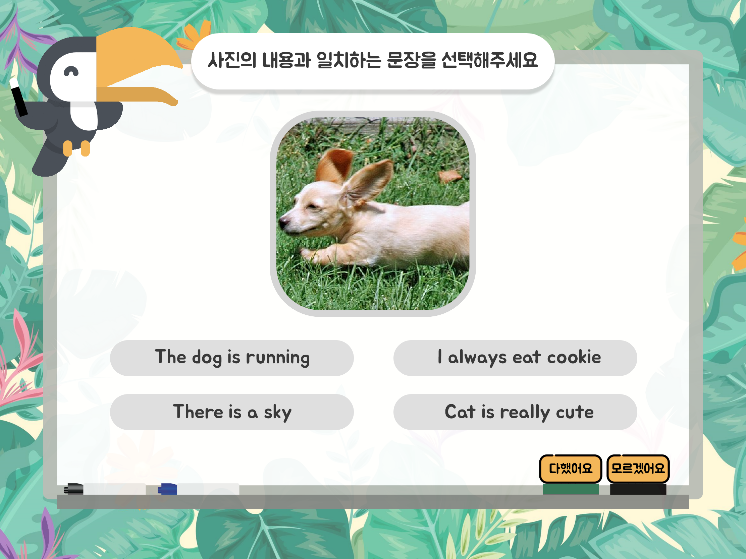 사진의 내용과 일치하는 문장을 선택해주세요
The dog is running
I always eat cookie
There is a sky
Cat is really cute
다했어요
모르겠어요